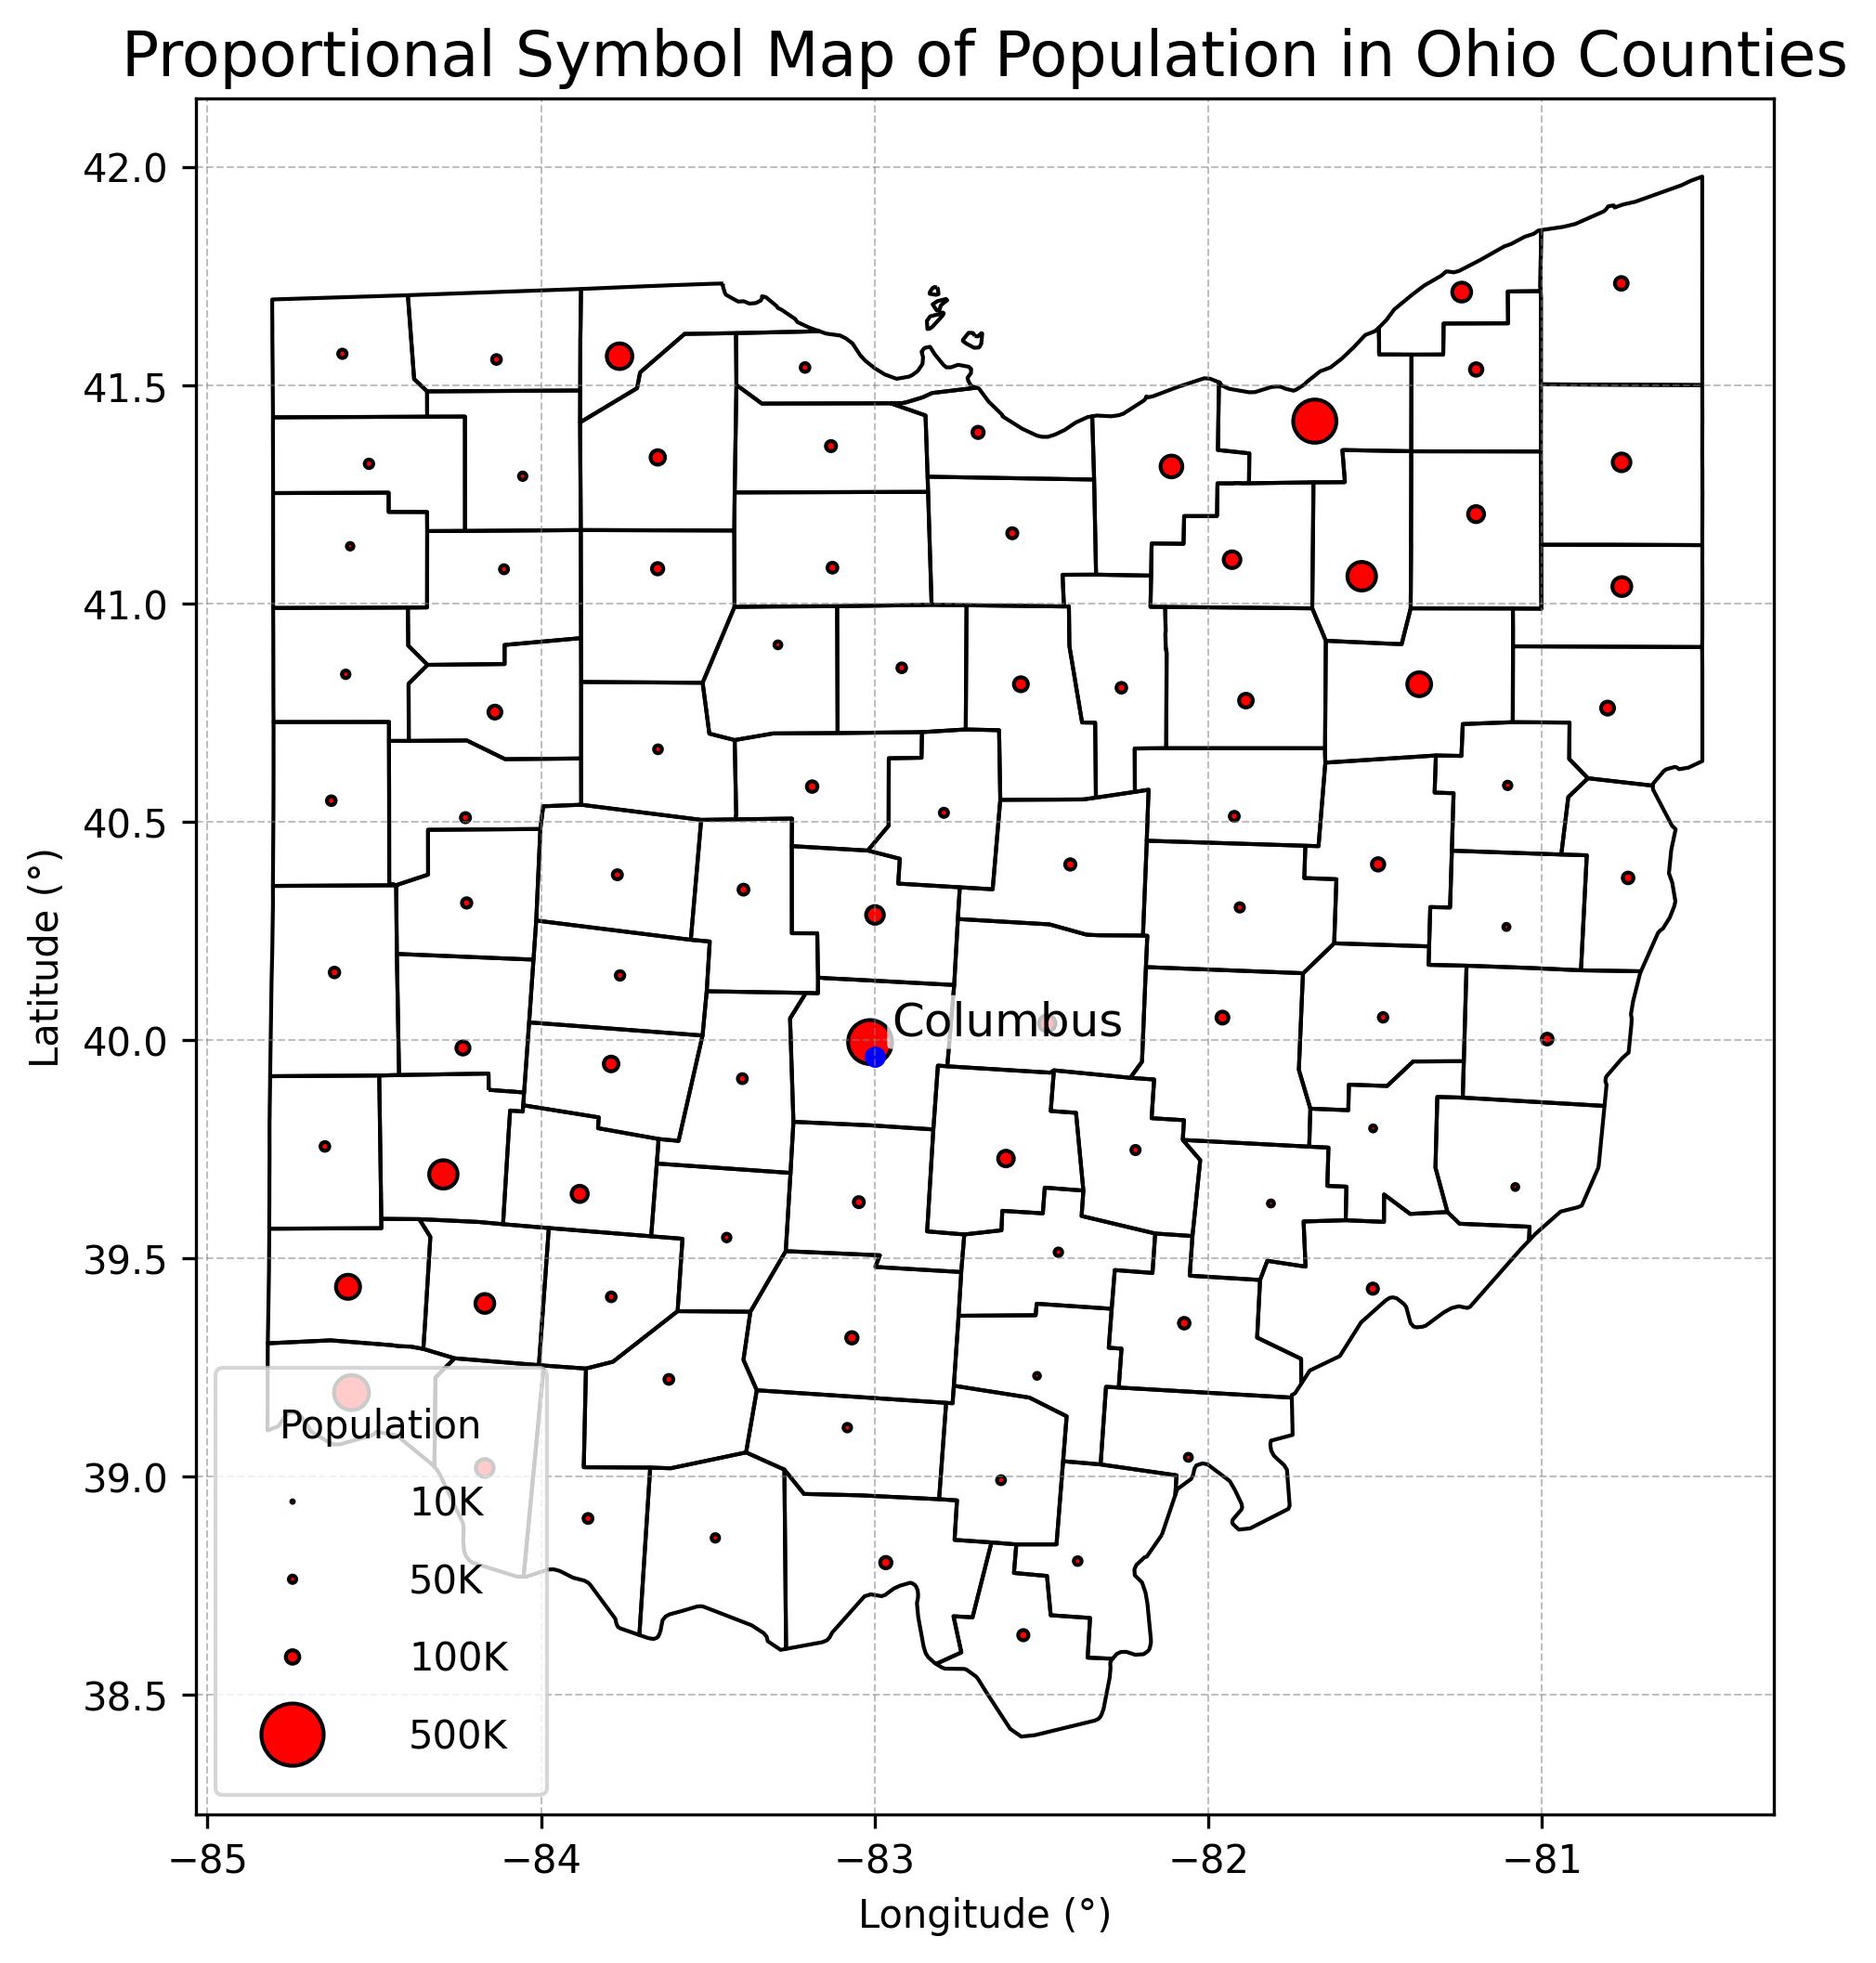 Proportional Symbol Map of Population in Ohio Counties
42.0
41.5
41.0
40.5
40.0
39.5
39.0
38.5
Latitude (°)
Columbus
Population
10K
50K
100K
500K
−85
−84
−83
−82
−81
Longitude (°)